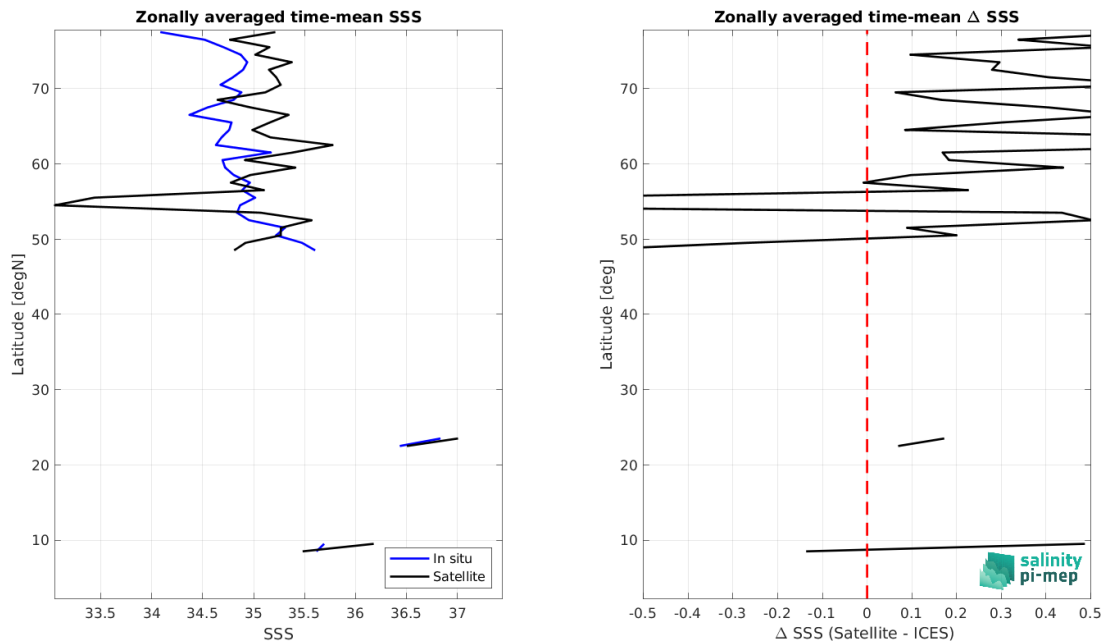 Zonally averaged time-mean SSS
Latitude [degN]
70
60
50
40
30
20
10
33.5 34 34.5 35 35.5 36 36.5 37
SSS
In situ
Satellite
Zonally averaged time-mean Δ SSS
Latitude [deg]
70
60
50
40
30
20
10
-0.5 -0.4 -0.3 -0.2 -0.1 0 0.1 0.2 0.3 0.4 0.5
Δ SSS (Satellite - ICES)
salinity
pi-mep